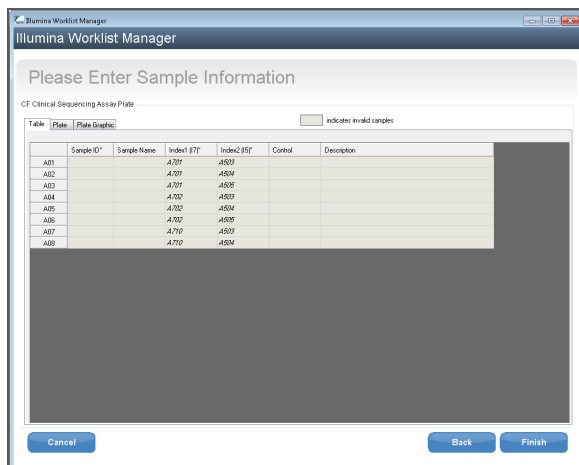 Illumina Worklist Manager
Illumina Worklist Manager
Please Enter Sample Information
CF Clinical Sequencing Assay Plate
Table Plate Plate Graphic indicates invalid samples
Sample ID* Sample Name Index1 (I7)* Index2 (I5)* Control Description
A01 A701 A503
A02 A701 A504
A03 A701 A505
A04 A702 A503
A05 A702 A504
A06 A702 A505
A07 A710 A503
A08 A710 A504
Cancel Back Finish